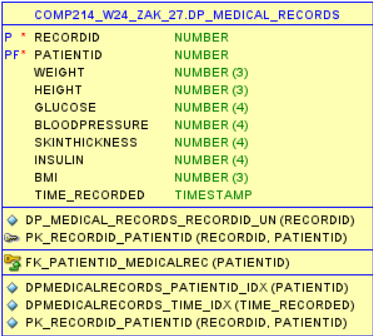 COMP214_W24_ZAK_27.DP_MEDICAL_RECORDS
P * RECORDID NUMBER
PF* PATIENTID NUMBER
WEIGHT NUMBER (3)
HEIGHT NUMBER (3)
GLUCOSE NUMBER (4)
BLOODPRESSURE NUMBER (4)
SKINTHICKNESS NUMBER (4)
INSULIN NUMBER (4)
BMI NUMBER (3)
TIME_RECORDED TIMESTAMP
DP_MEDICAL_RECORDS_RECORDID_UN (RECORDID)
PK_RECORDID_PATIENTID (RECORDID, PATIENTID)
FK_PATIENTID_MEDICALREC (PATIENTID)
DPMEDICALRECORDS_PATIENTID_IDX (PATIENTID)
DPMEDICALRECORDS_TIME_IDX (TIME_RECORDED)
PK_RECORDID_PATIENTID (RECORDID, PATIENTID)